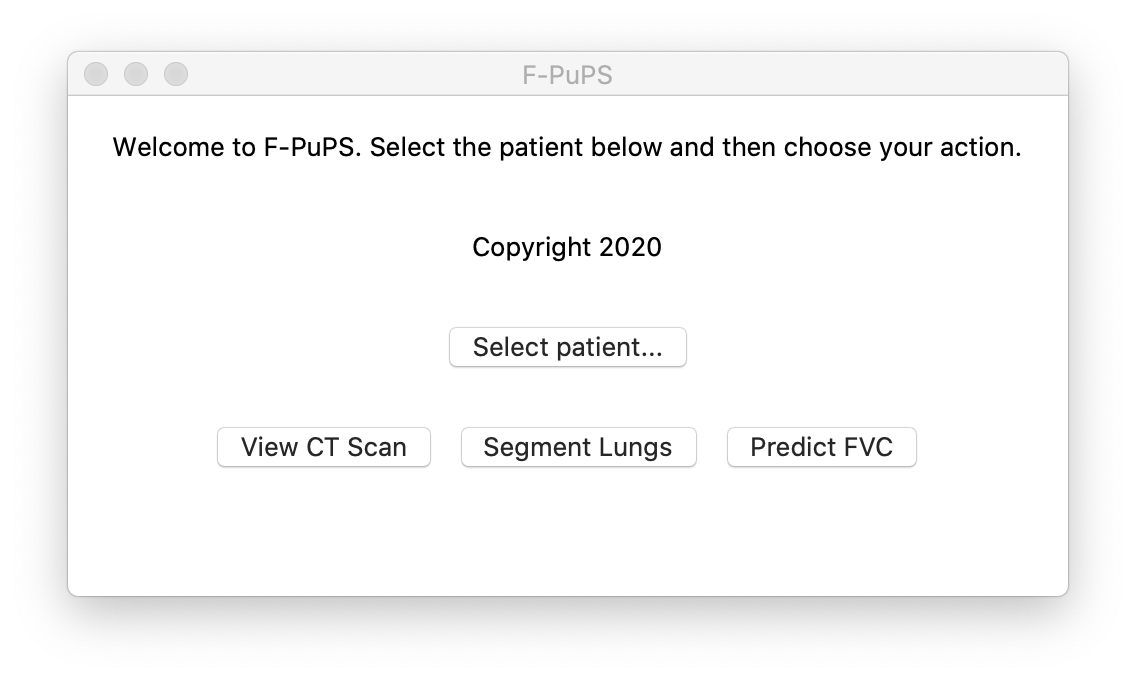 F-PuPS
Welcome to F-PuPS. Select the patient below and then choose your action.
Copyright 2020
Select patient...
View CT Scan Segment Lungs Predict FVC